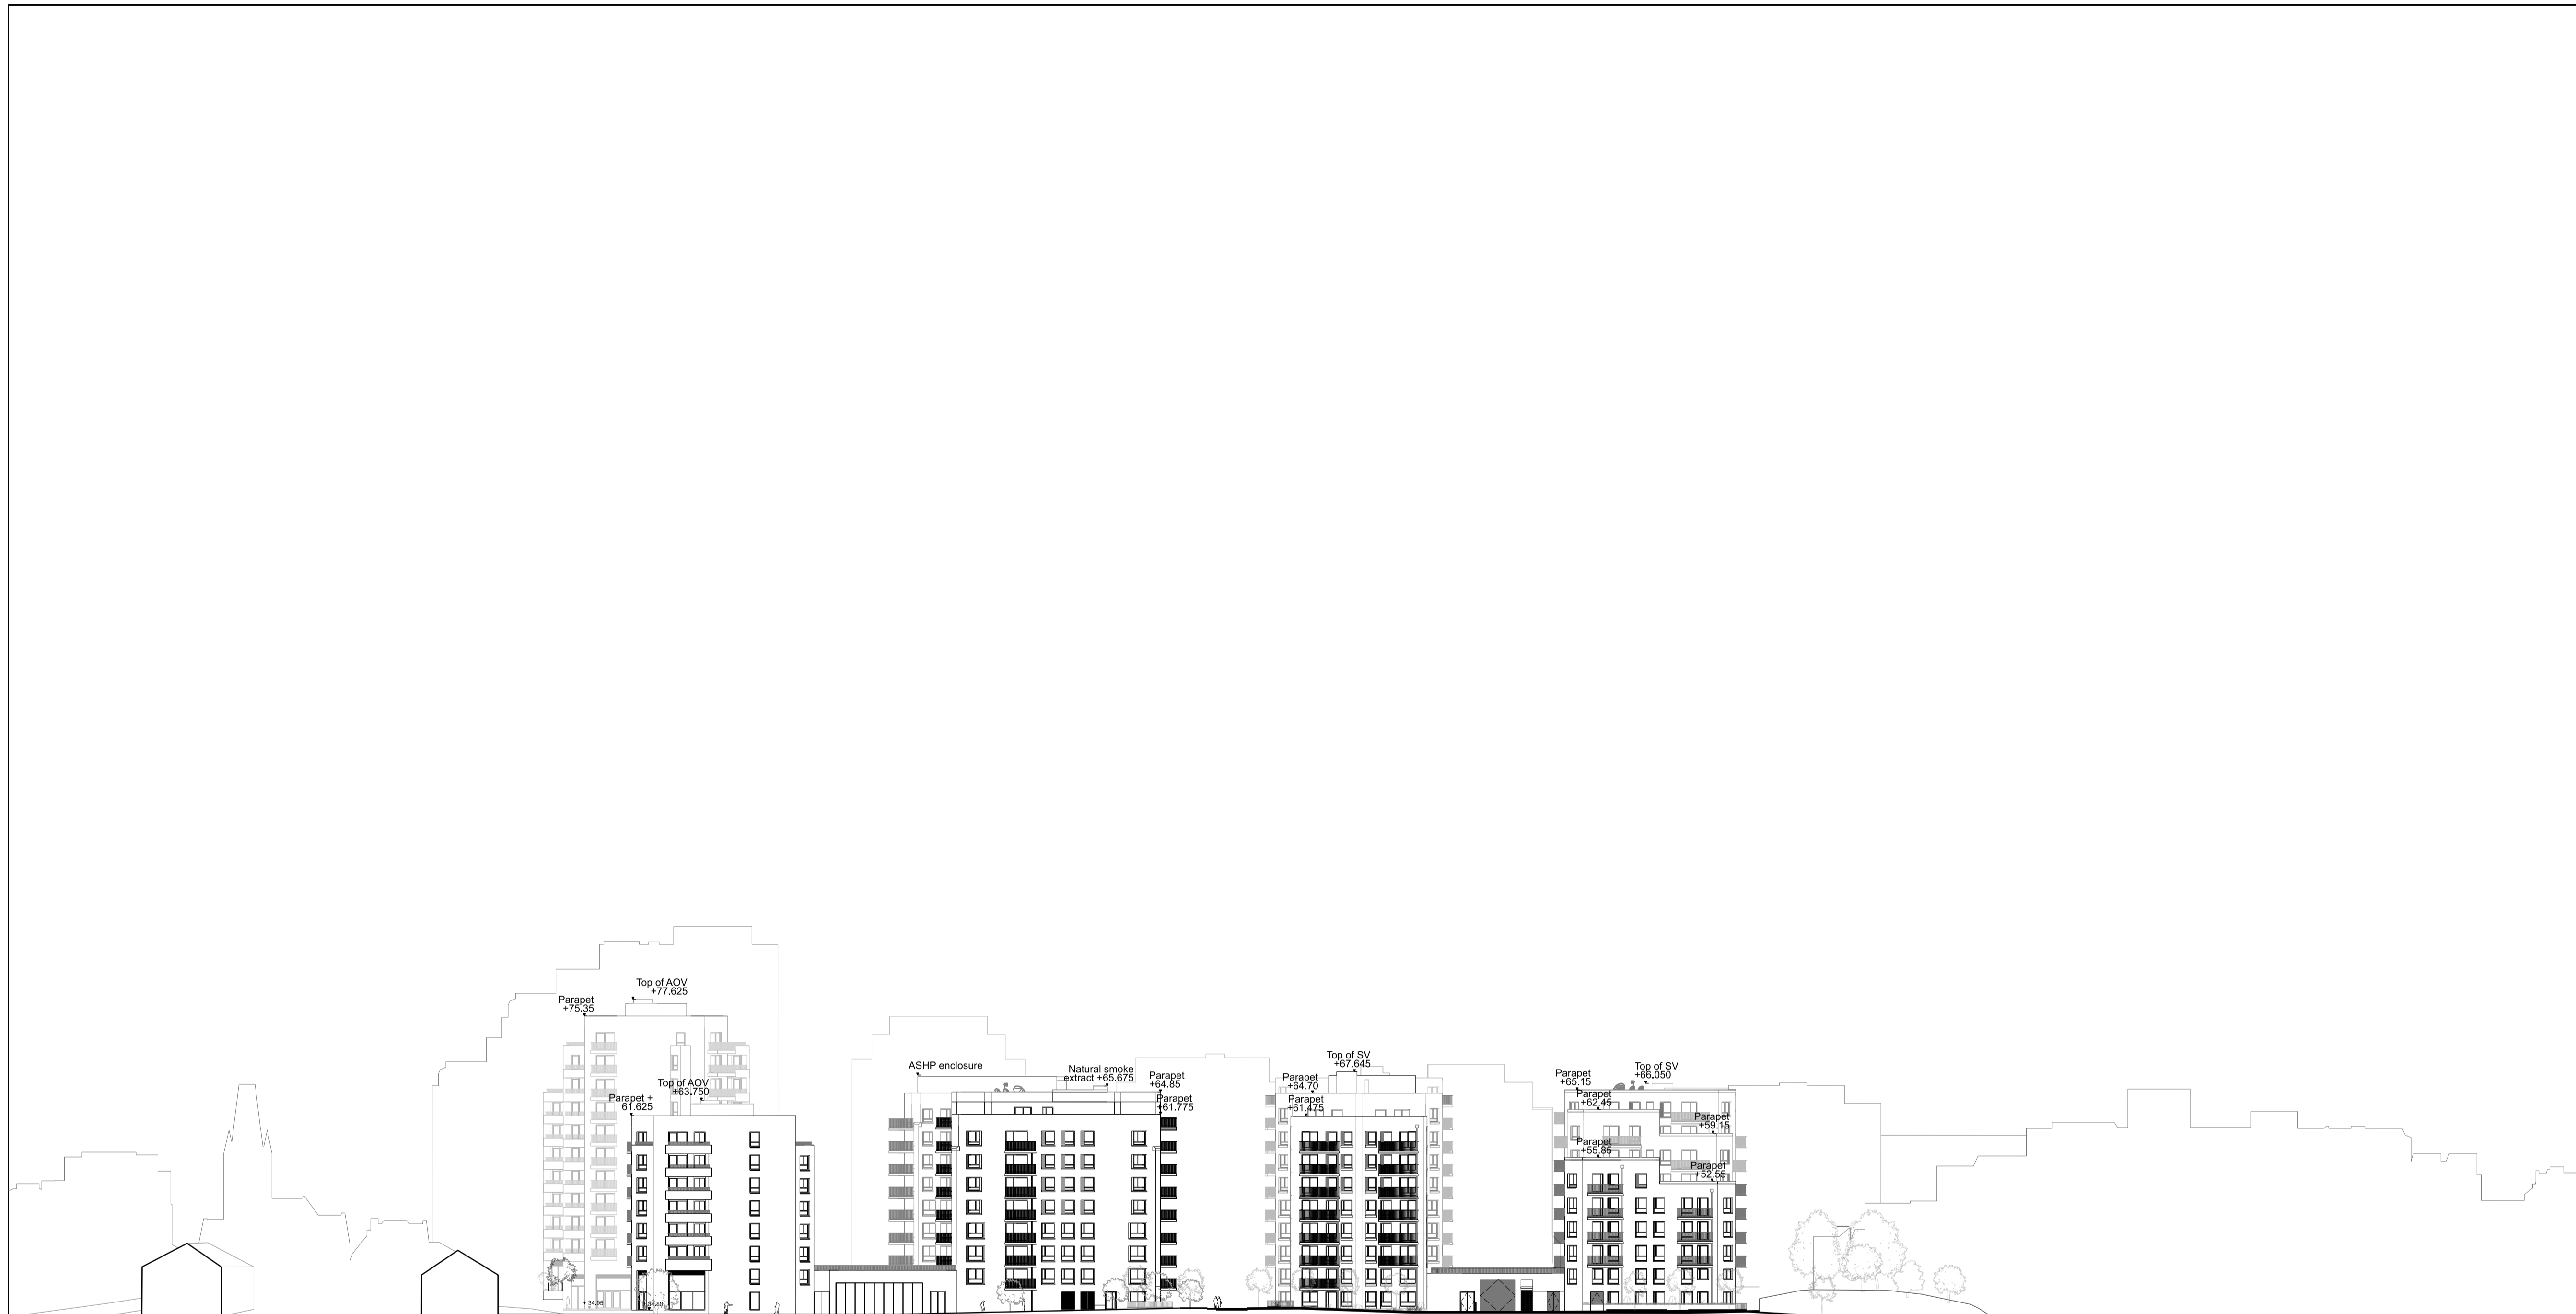 Top of AOV
+77.625
Parapet
+75.35
Top of AOV
+63.750
Parapet +
61.625
+ 34.95
ASHP enclosure
Natural smoke
extract +65.675
Parapet
+64.85
Parapet
+61.775
Top of SV
+67.645
Parapet
+64.70
Parapet
+61.475
Parapet
+65.15
Top of SV
+66.050
Parapet
+62.45
Parapet
+59.15
Parapet
+55.85
Parapet
+52.55